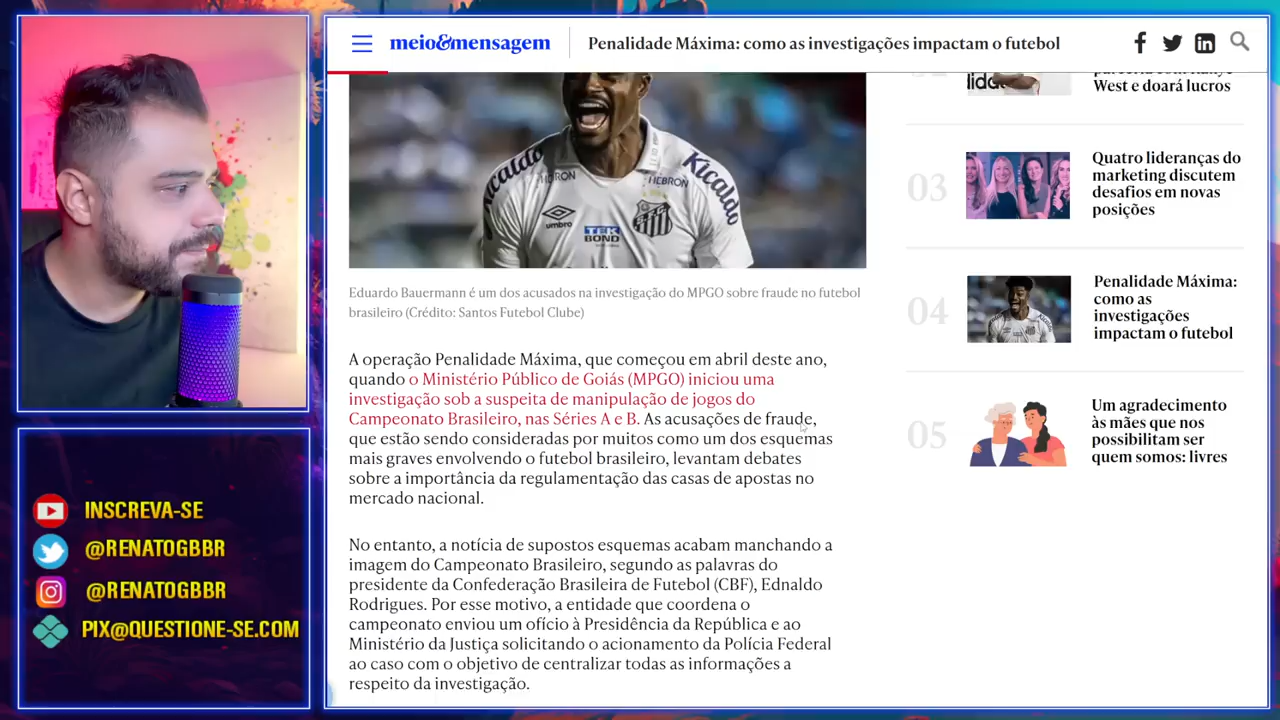 meio&mensagem
Penalidade Máxima: como as investigações impactam o futebol
Kicaldo
Kicaldo
HEBRON
HEBRON
umbro
TEK
BOND
Eduardo Bauermann é um dos acusados na investigação do MPGO sobre fraude no futebol
brasileiro (Crédito: Santos Futebol Clube)
A operação Penalidade Máxima, que começou em abril deste ano,
quando o Ministério Público de Goiás (MPGO) iniciou uma
investigação sob a suspeita de manipulação de jogos do
Campeonato Brasileiro, nas Séries A e B. As acusações de fraude,
que estão sendo consideradas por muitos como um dos esquemas
mais graves envolvendo o futebol brasileiro, levantam debates
sobre a importância da regulamentação das casas de apostas no
mercado nacional.
No entanto, a notícia de supostos esquemas acabam manchando a
imagem do Campeonato Brasileiro, segundo as palavras do
presidente da Confederação Brasileira de Futebol (CBF), Ednaldo
Rodrigues. Por esse motivo, a entidade que coordena o
campeonato enviou um ofício à Presidência da República e ao
Ministério da Justiça solicitando o acionamento da Polícia Federal
ao caso com o objetivo de centralizar todas as informações a
respeito da investigação.
West e doará lucros
03
Quatro lideranças do
marketing discutem
desafios em novas
posições
04
Penalidade Máxima:
como as
investigações
impactam o futebol
05
Um agradecimento
às mães que nos
possibilitam ser
quem somos: livres
INSCREVA-SE
@RENATOGBBR
@RENATOGBBR
PIX@QUESTIONE-SE.COM